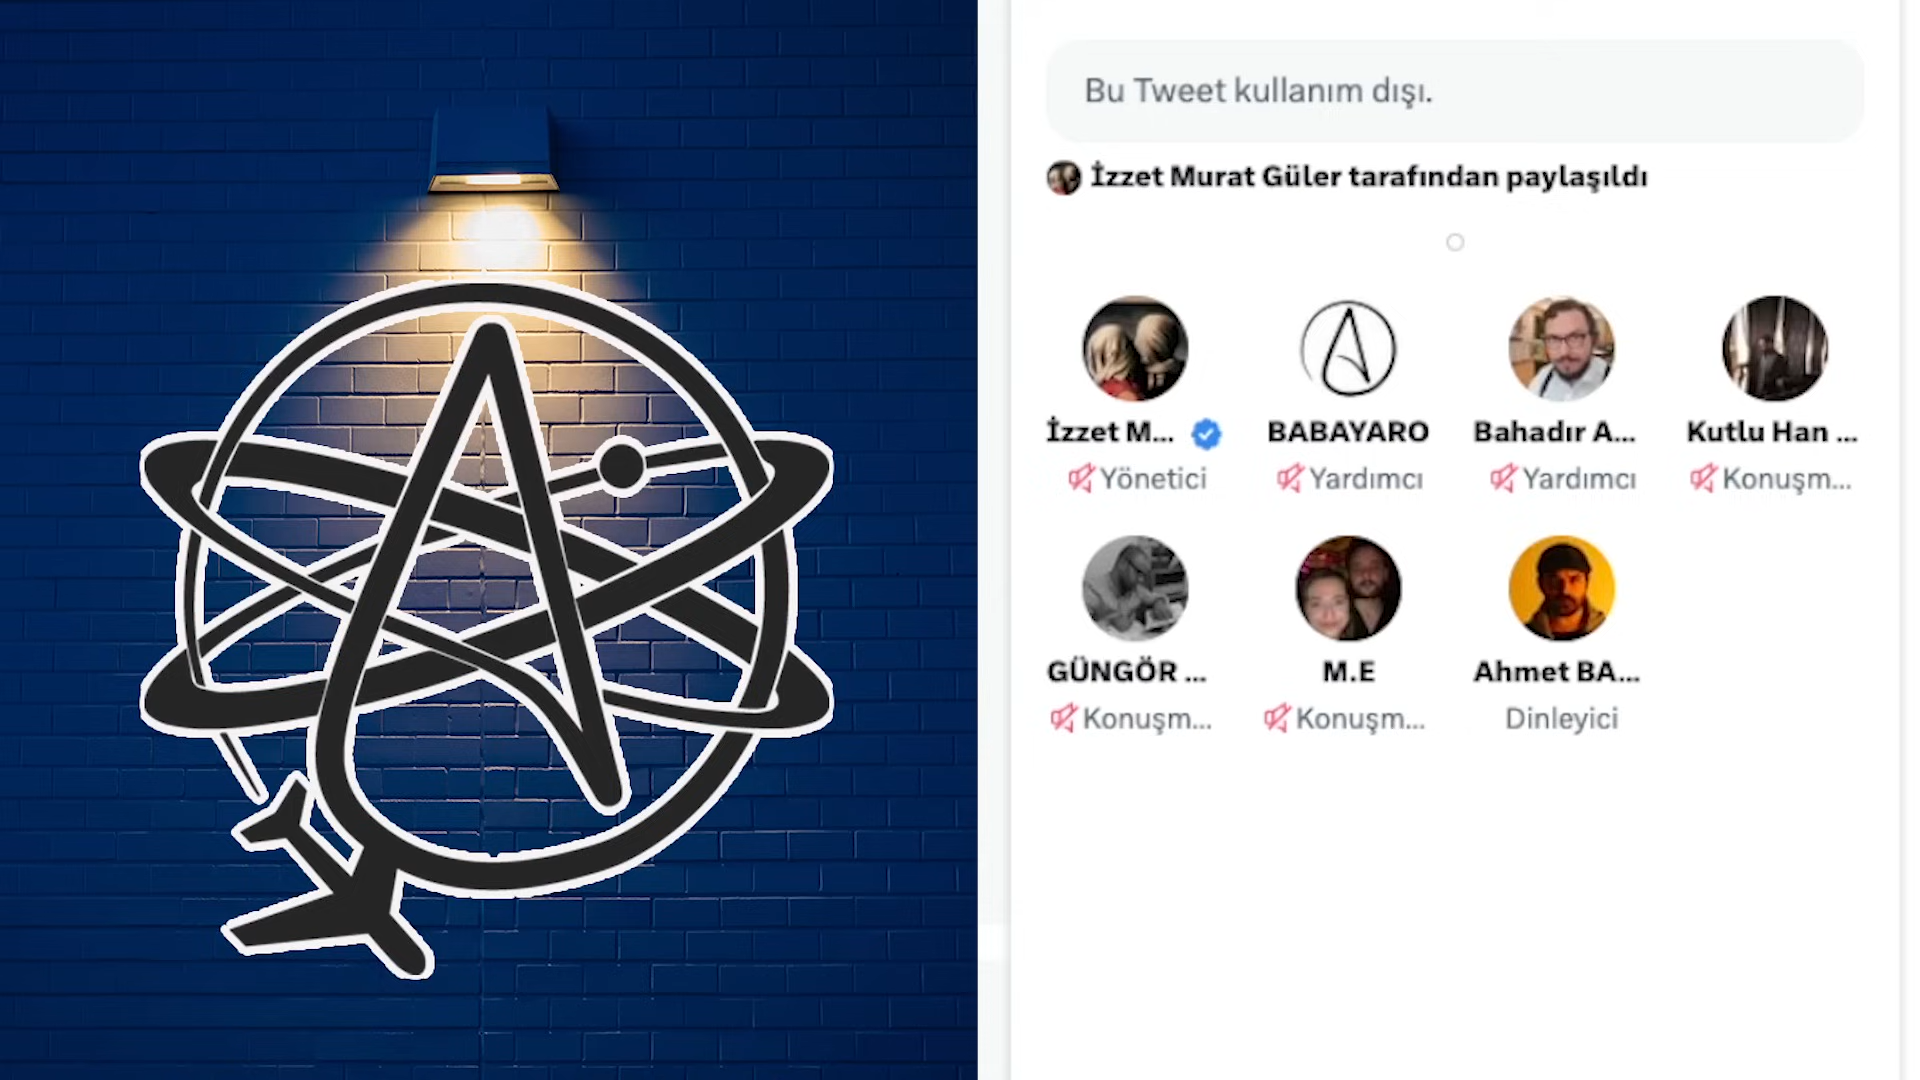 Bu Tweet kullanım dışı.
İzzet Murat Güler tarafından paylaşıldı
İzzet M...
BABAYARO
Bahadır A...
Kutlu Han ...
Yönetici
Yardımcı
Yardımcı
Konuşm...
GÜNGÖR ...
M.E
Ahmet BA...
Konuşm...
Konuşm...
Dinleyici